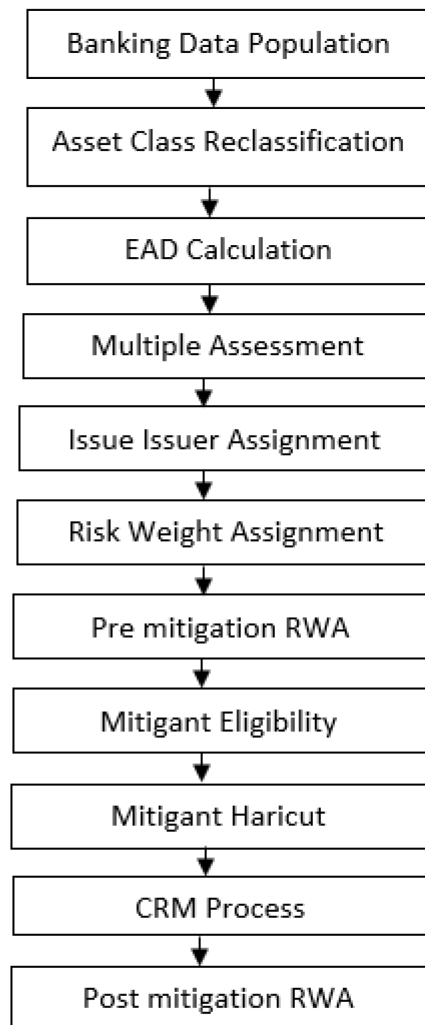 Banking Data Population
Asset Class Reclassification
EAD Calculation
Multiple Assessment
Issue Issuer Assignment
Risk Weight Assignment
Pre mitigation RWA
Mitigant Eligibility
Mitigant Haricut
CRM Process
Post mitigation RWA